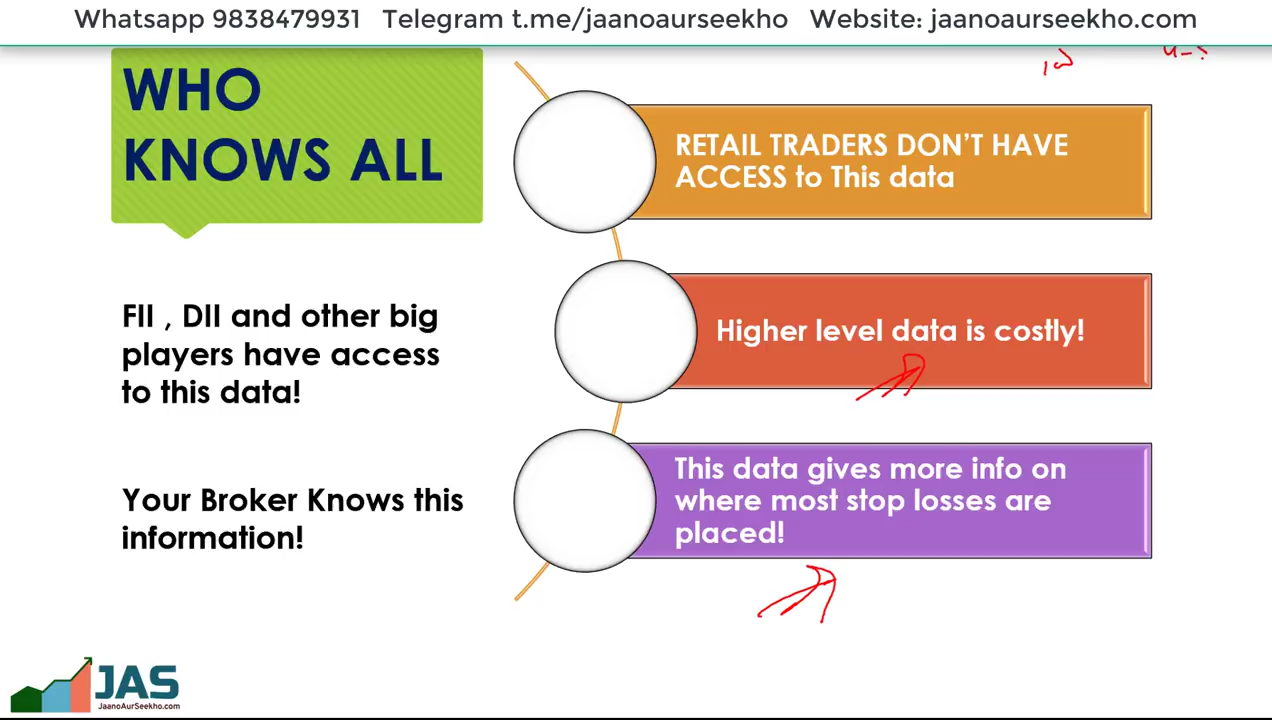 Whatsapp 9838479931 Telegram t.me/jaanoaurseekho Website: jaanoaurseekho.com
WHO
KNOWS ALL
FII , DII and other big
players have access
to this data!
Your Broker Knows this
information!
RETAIL TRADERS DON'T HAVE
ACCESS to This data
Higher level data is costly!
This data gives more info on
where most stop losses are
placed!
JAS
JaanoAurSeekho.com